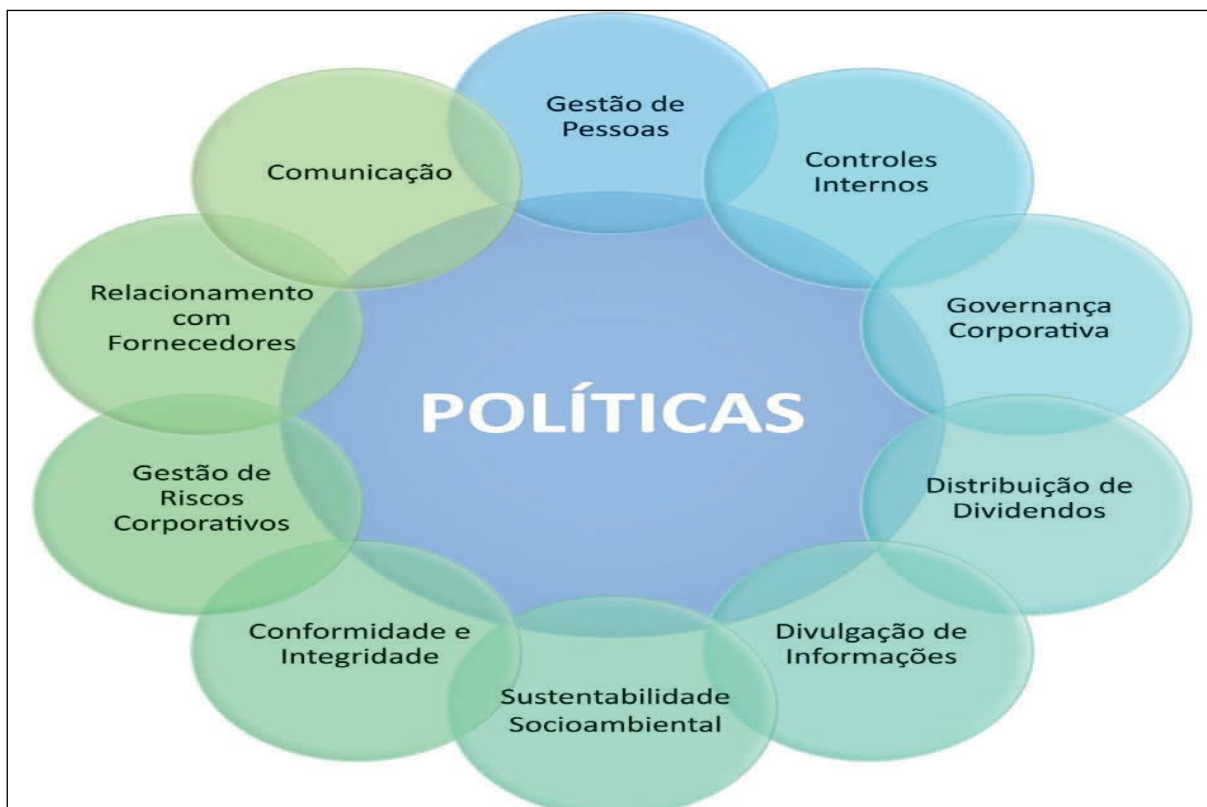 Gestão de
Pessoas
Controles
Internos
Governança
Corporativa
Distribuição de
Dividendos
Divulgação de
Informações
Sustentabilidade
Socioambiental
Conformidade e
Integridade
Gestão de
Riscos
Corporativos
Relacionamento
com
Fornecedores
Comunicação
POLÍTICAS